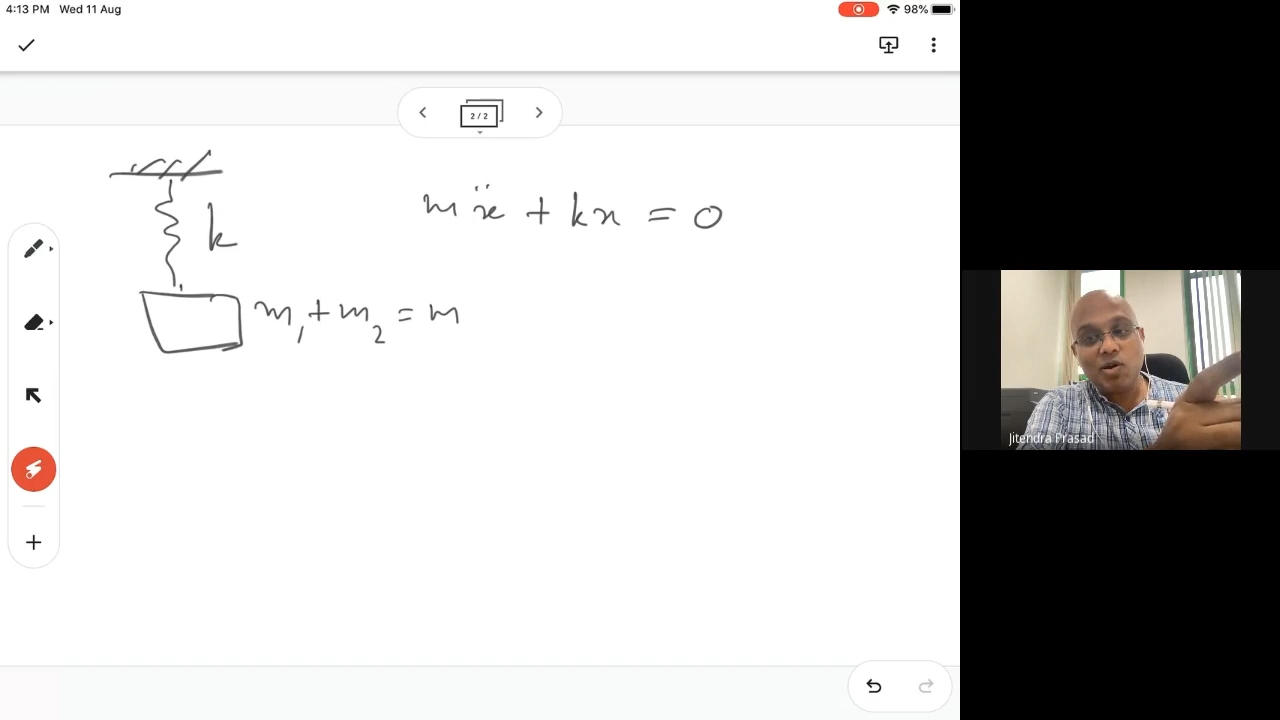 4:13 PM Wed 11 Aug
98%
2 / 2
k
mẍ + kx = 0
m₁ + m₂ = m
Jitendra Prasad